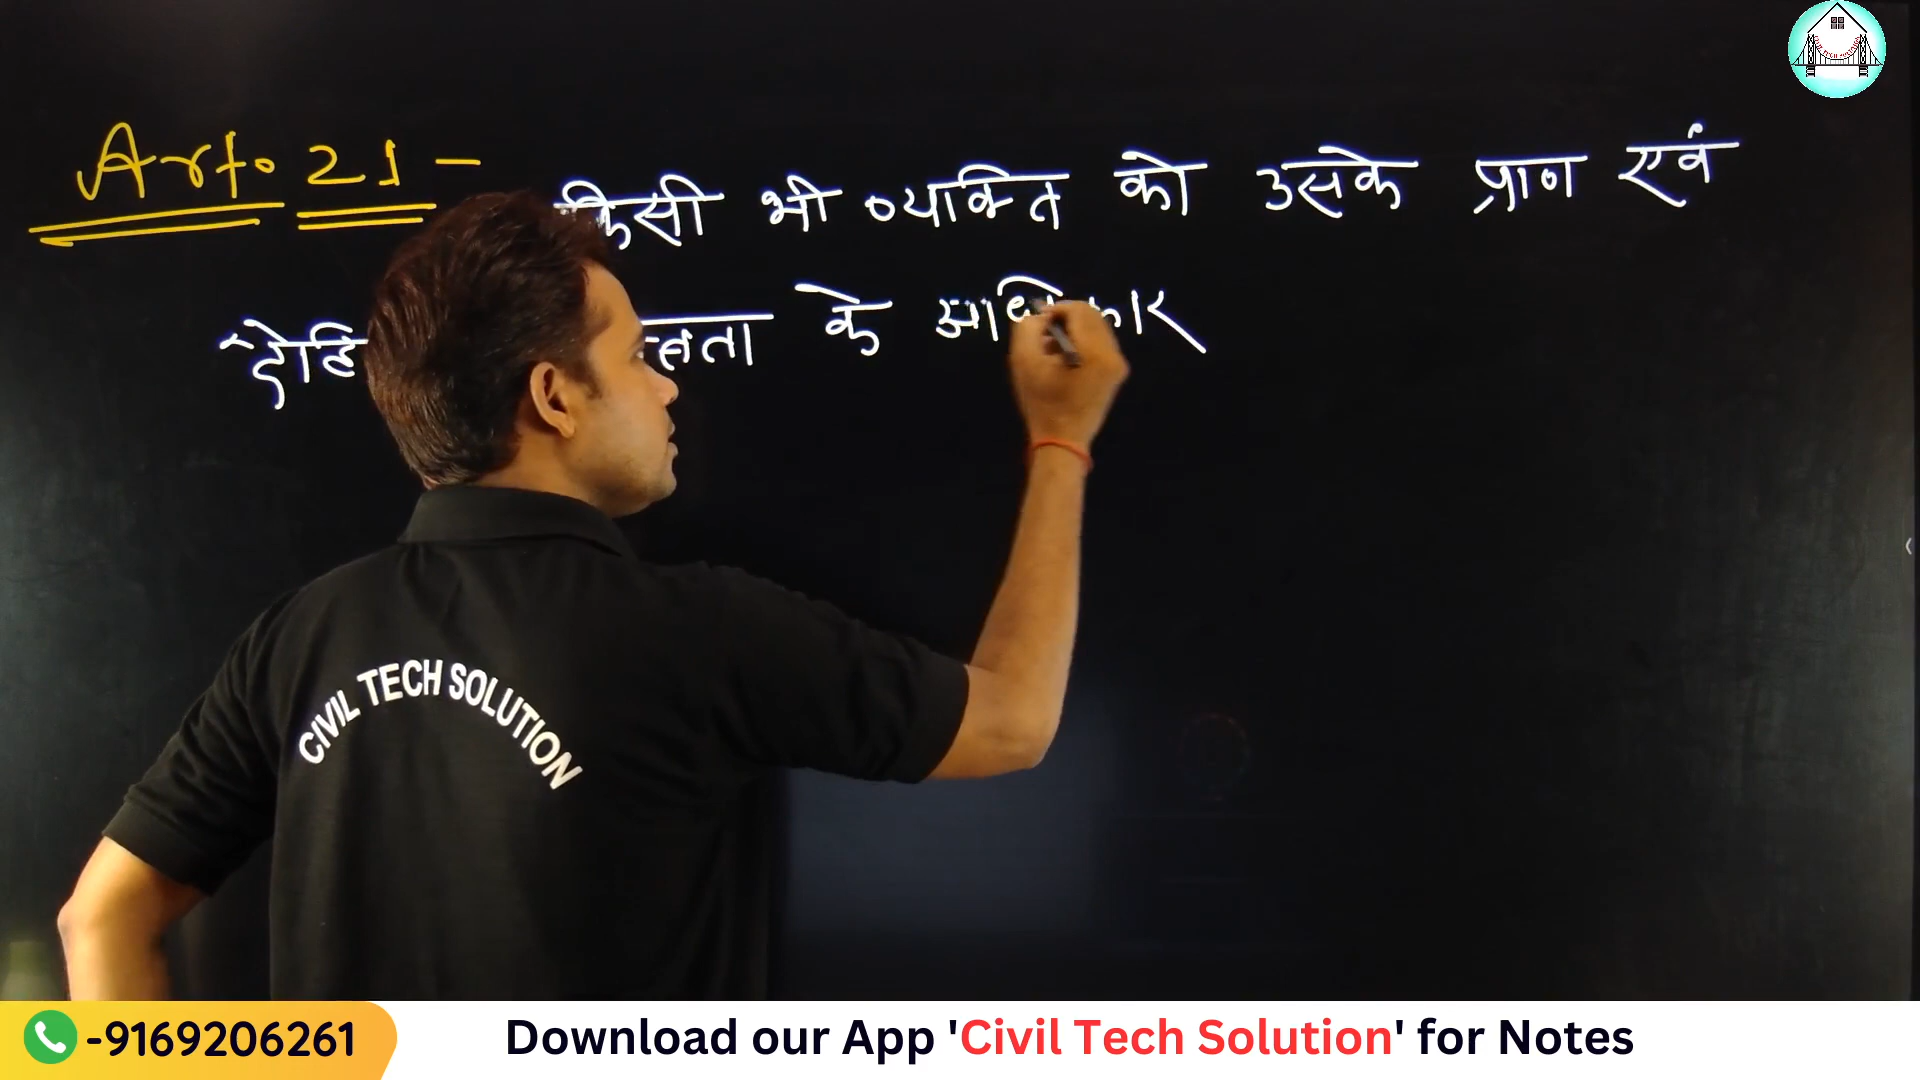 Art. 21 - किसी भी व्यक्ति को उसके प्राण एवं
के अधिकार
CIVIL TECH SOLUTION
-9169206261
Download our App 'Civil Tech Solution' for Notes